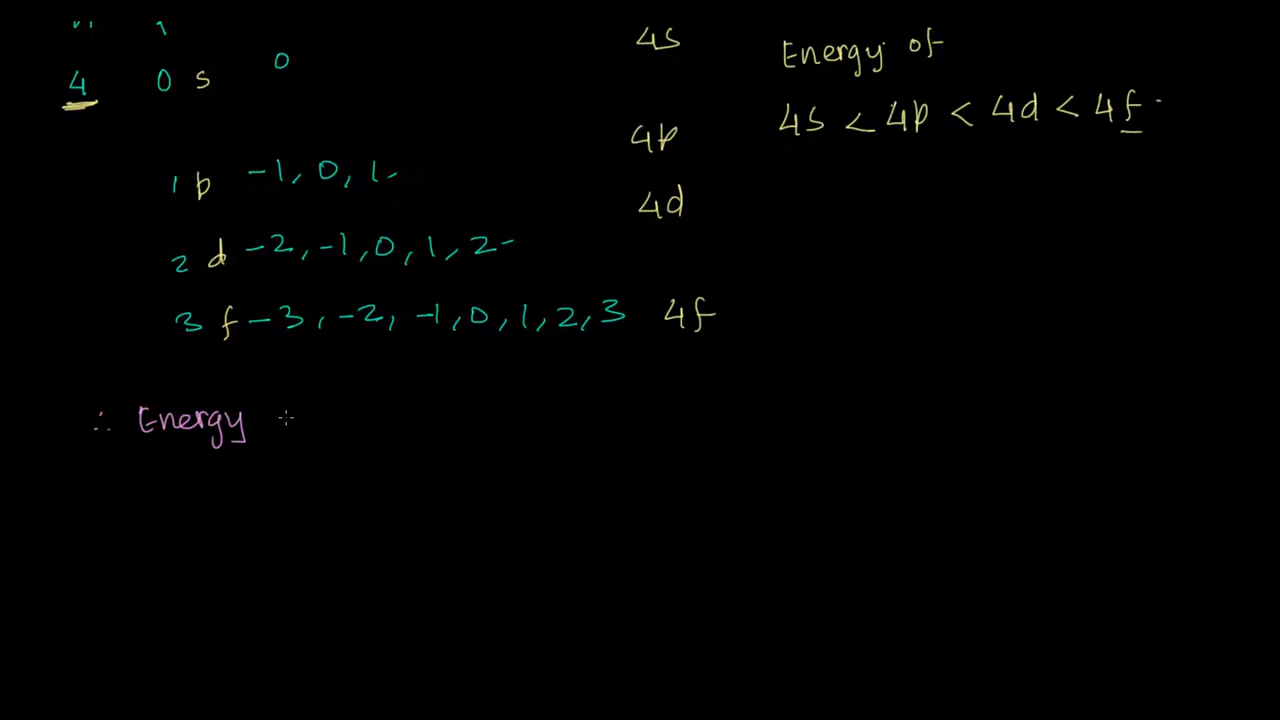 4 0 s 0 4s Energy of
4s < 4p < 4d < 4f
1 p -1, 0, 1 4p
2 d -2, -1, 0, 1, 2 4d
3 f -3, -2, -1, 0, 1, 2, 3 4f
∴ Energy